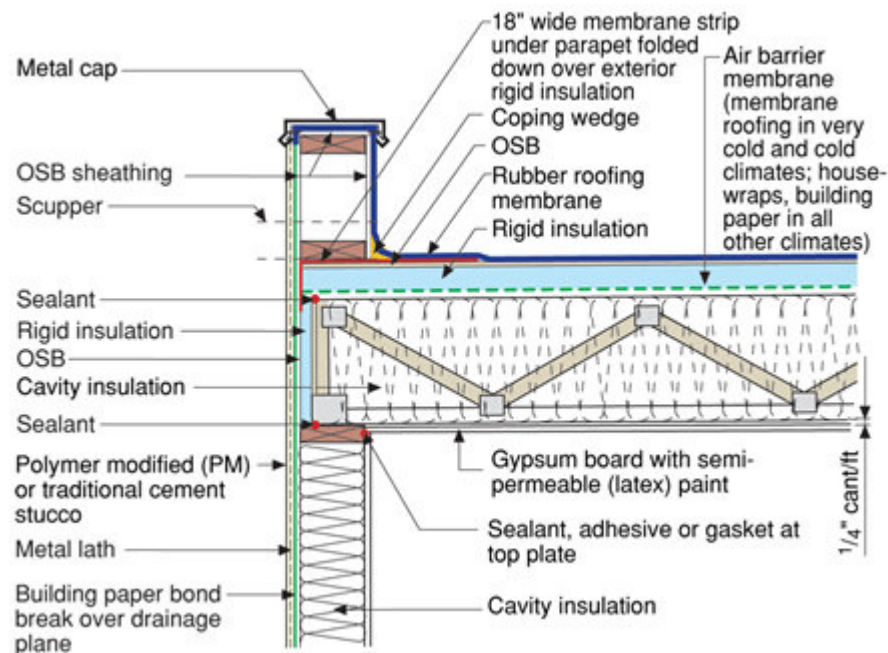 Metal cap
OSB sheathing
Scupper
Sealant
Rigid insulation
OSB
Cavity insulation
Sealant
Polymer modified (PM)
or traditional cement
stucco
Metal lath
Building paper bond
break over drainage
plane
18" wide membrane strip
under parapet folded
down over exterior
rigid insulation
Coping wedge
OSB
Rubber roofing
membrane
Rigid insulation
Air barrier
membrane
(membrane
roofing in very
cold and cold
climates; house-
wraps, building
paper in all
other climates)
Gypsum board with semi-
permeable (latex) paint
Sealant, adhesive or gasket at
top plate
Cavity insulation
1/4" cant/ft